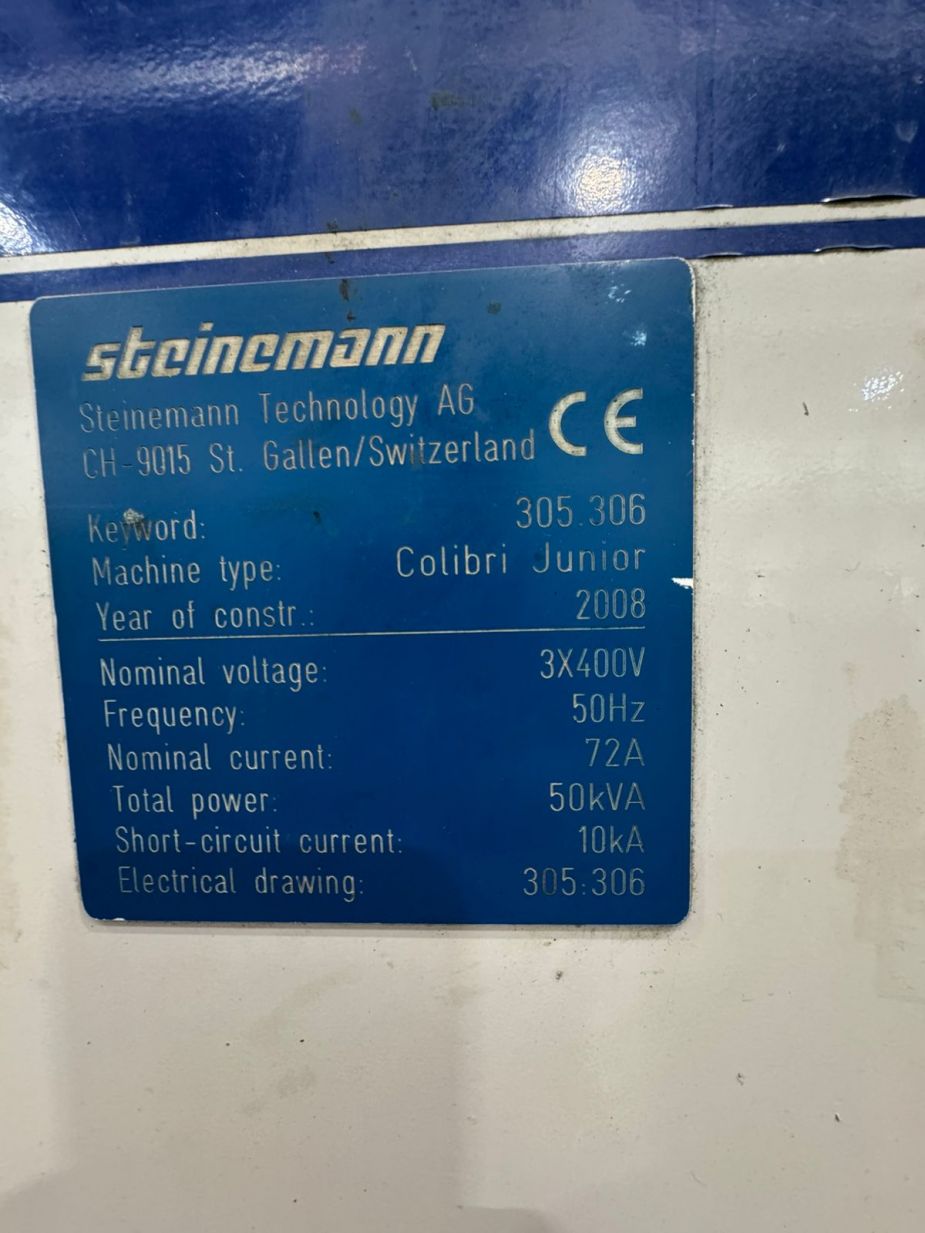 steinemann
Steinemann Technology AG
CH-9015 St. Gallen/Switzerland
CE
Keyword: 305.306
Machine type: Colibri Junior
Year of constr.: 2008
Nominal voltage: 3X400V
Frequency: 50Hz
Nominal current: 72A
Total power: 50kVA
Short-circuit current: 10kA
Electrical drawing: 305.306